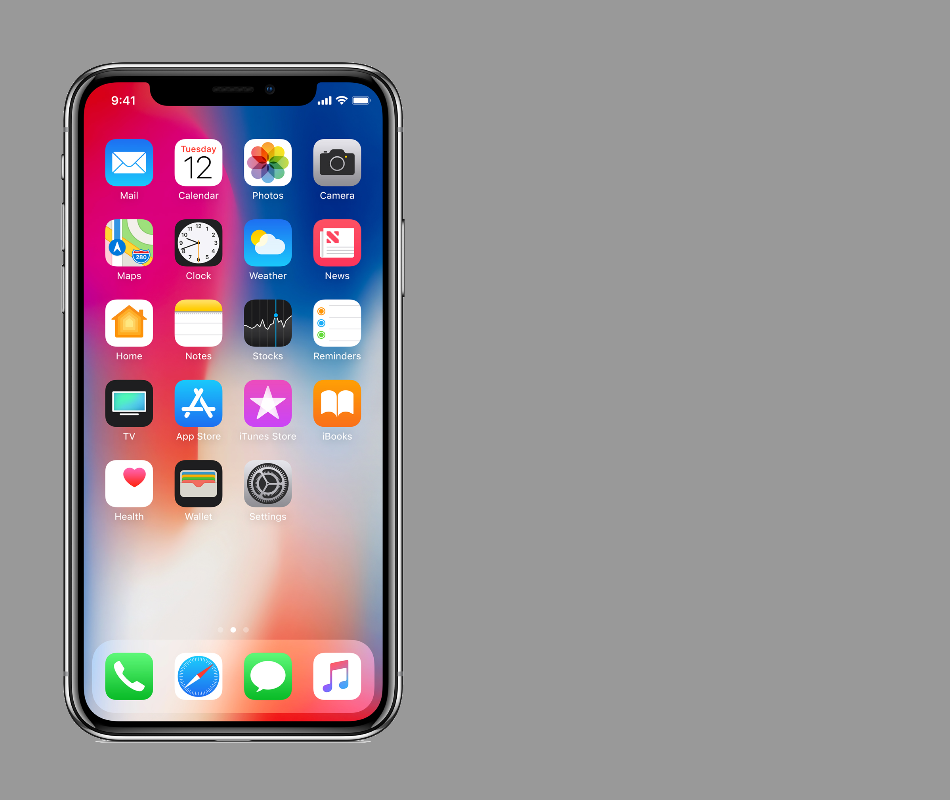 9:41
Tuesday
12
Mail Calendar Photos Camera
280
Maps Clock Weather News
Home Notes Stocks Reminders
TV App Store iTunes Store iBooks
Health Wallet Settings